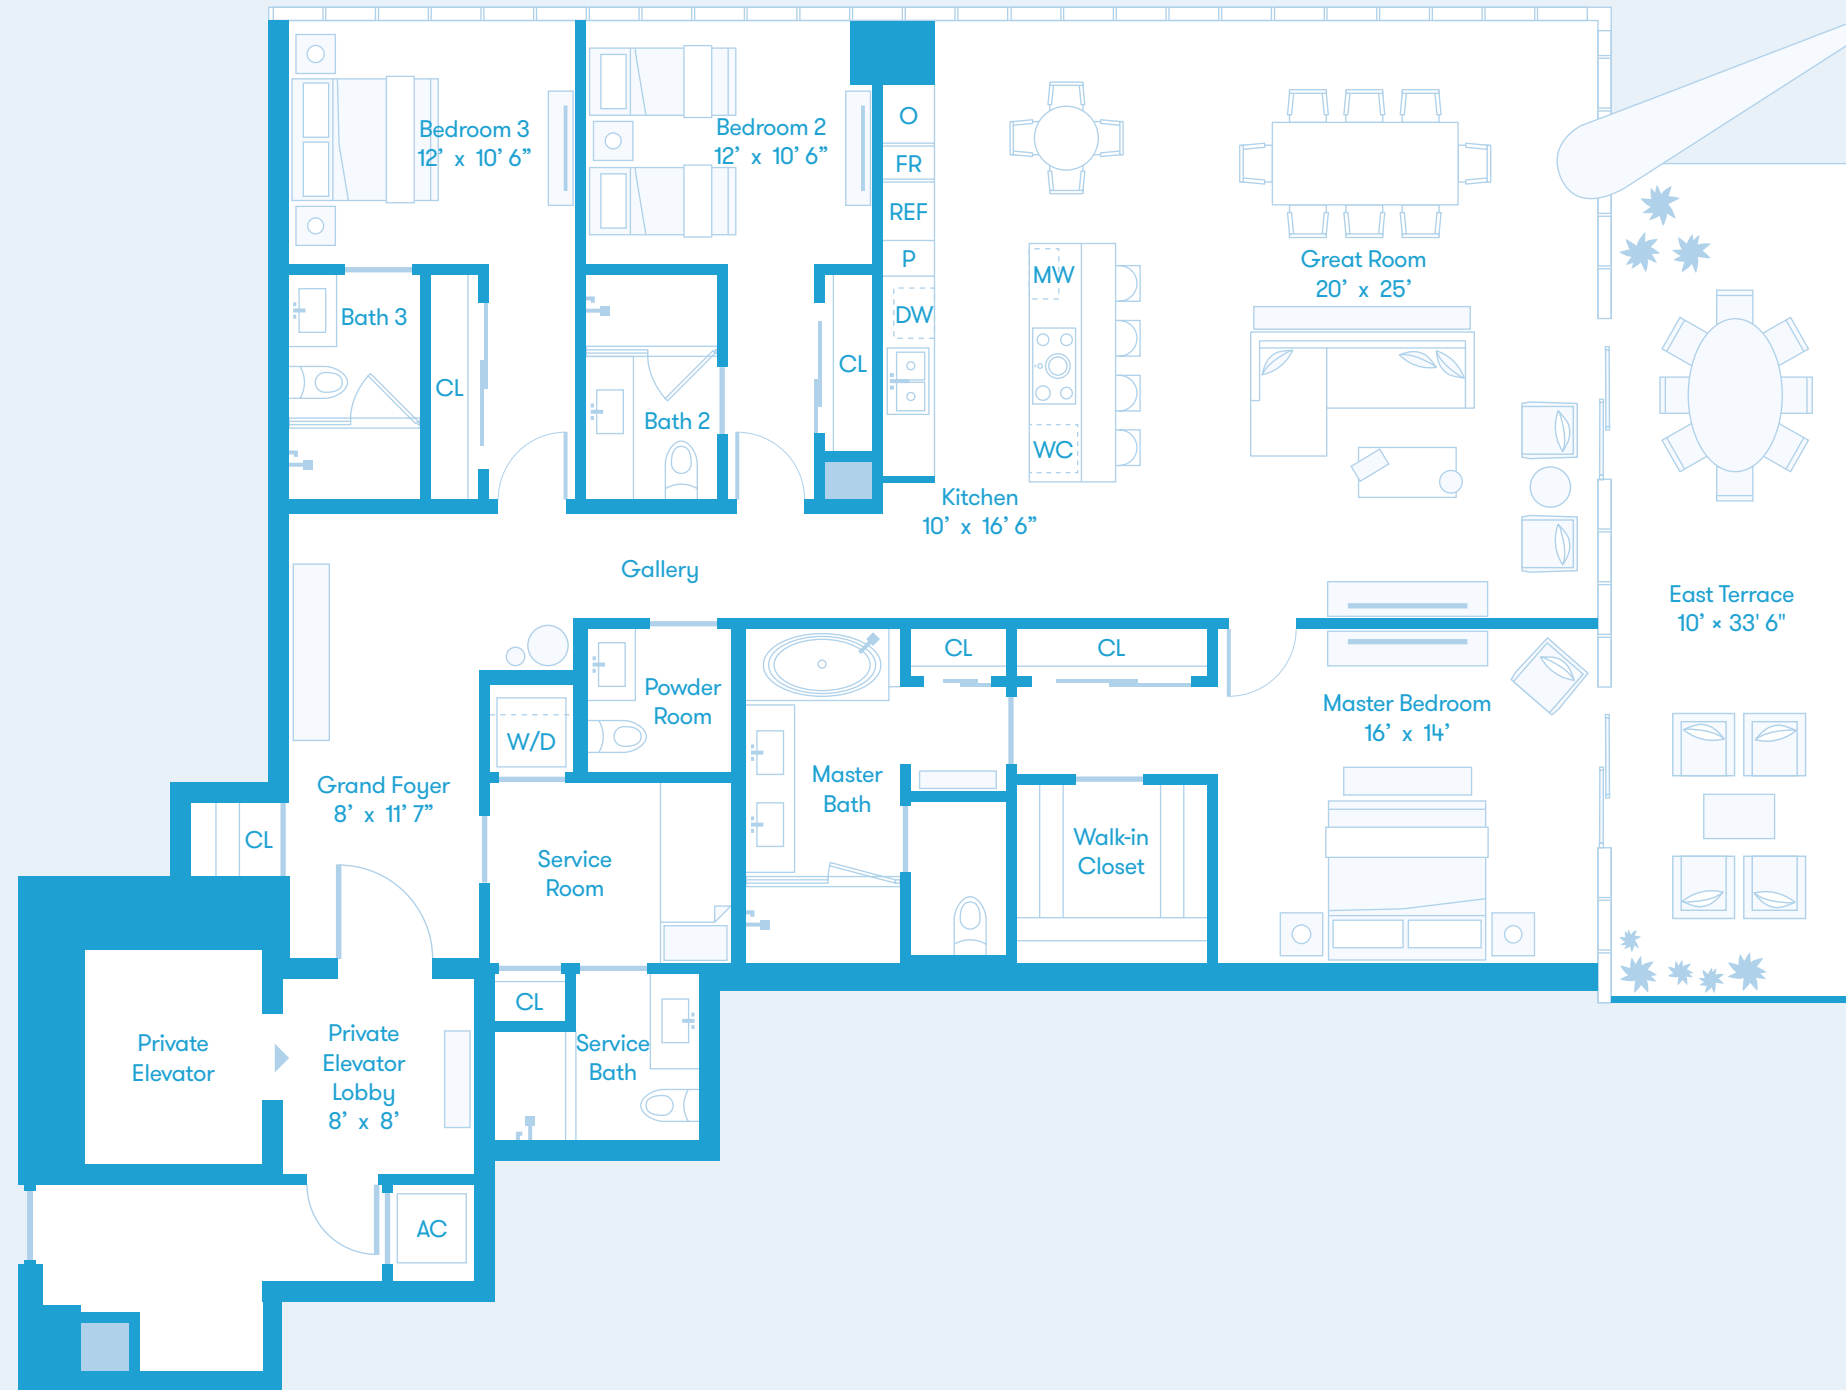 Bedroom 3
12’ x 10’ 6”
Bedroom 2
12’ x 10’ 6”
O
FR
REF
P
DW
MW
WC
Great Room
20’ x 25’
Bath 3
CL
Bath 2
CL
Kitchen
10’ x 16’ 6”
Gallery
East Terrace
10’ × 33' 6"
Powder
Room
W/D
CL
CL
Master Bedroom
16’ x 14’
Master
Bath
Grand Foyer
8’ x 11’ 7”
CL
Service
Room
Walk-in
Closet
CL
Service
Bath
Private
Elevator
Private
Elevator
Lobby
8’ x 8’
AC